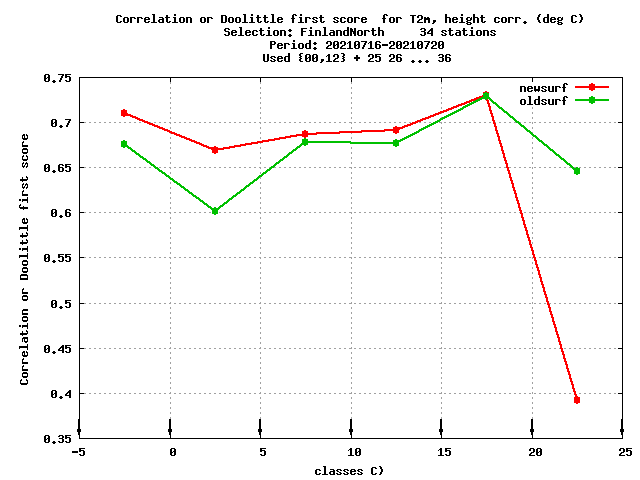 Correlation or Doolittle first score  for T2m, height corr. (deg C)
Selection: FinlandNorth     34 stations
Period: 20210716-20210720
Used {00,12} + 25 26 ... 36
newsurf
oldsurf
Correlation or Doolittle first score
0.75
0.7
0.65
0.6
0.55
0.5
0.45
0.4
0.35
-5 0 5 10 15 20 25
classes C)